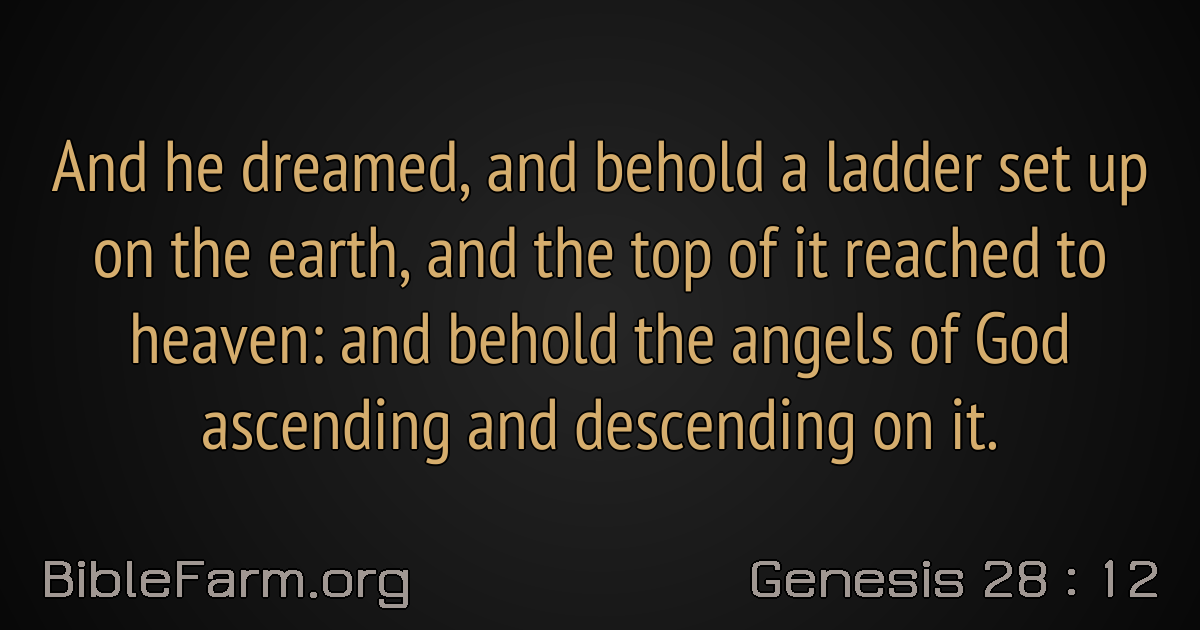 And he dreamed, and behold a ladder set up
on the earth, and the top of it reached to
heaven: and behold the angels of God
ascending and descending on it.
BibleFarm.org
Genesis 28 : 12